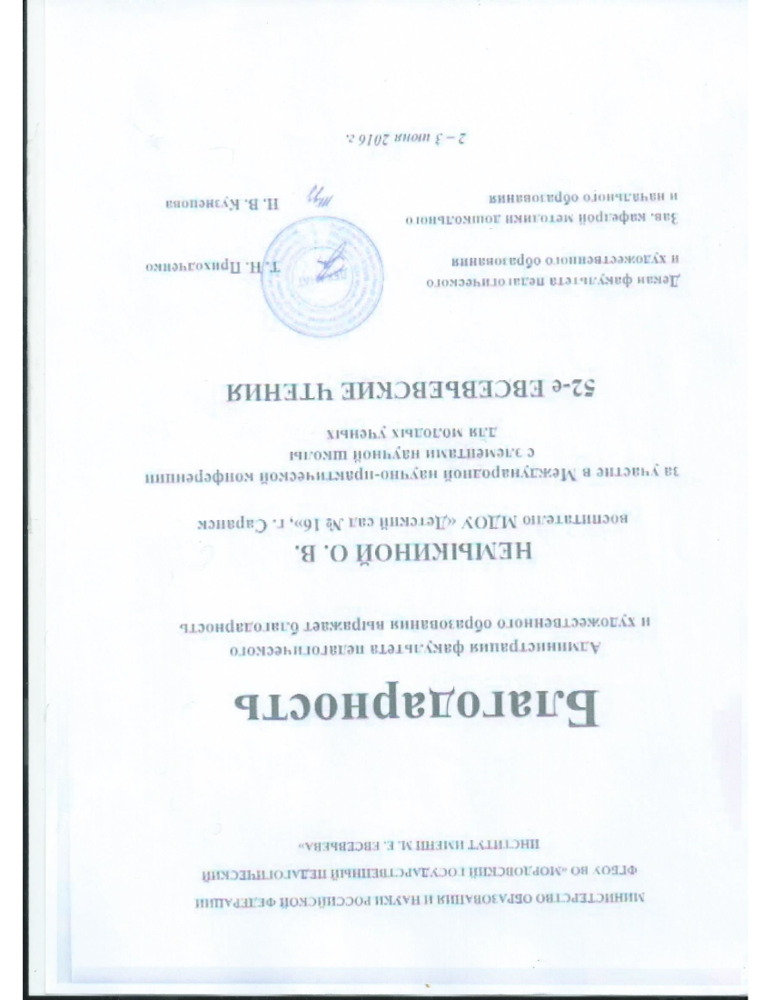 МИНИСТЕРСТВО ОБРАЗОВАНИЯ И НАУКИ РОССИЙСКОЙ ФЕДЕРАЦИИ
ФГБОУ ВО «МОРДОВСКИЙ ГОСУДАРСТВЕННЫЙ ПЕДАГОГИЧЕСКИЙ
ИНСТИТУТ ИМЕНИ М. Е. ЕВСЕВЬЕВА»
Благодарность
Администрация факультета педагогического
и художественного образования выражает благодарность
НЕМЫКИНОЙ О. В.
воспитателю МДОУ «Детский сад № 16», г. Саранск
за участие в Международной научно-практической конференции
с элементами научной школы
для молодых ученых
52-е ЕВСЕВЬЕВСКИЕ ЧТЕНИЯ
Декан факультета педагогического
и художественного образования
Т. Н. Приходченко
Зав. кафедрой методики дошкольного
и начального образования
Н. В. Кузнецова
2 – 3 июня 2016 г.